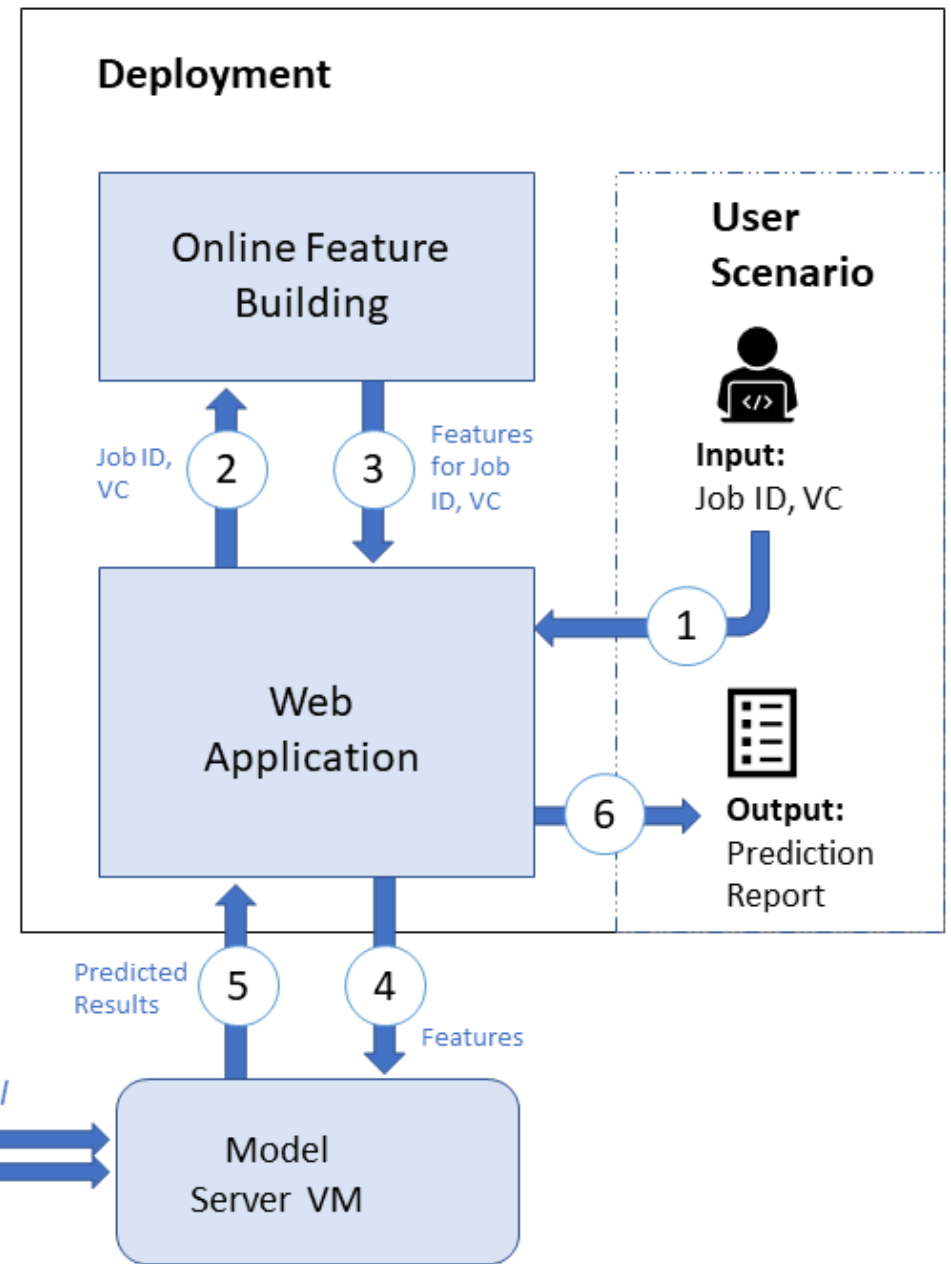 Deployment
Online Feature
Building
User
Scenario
</>
Input:
Job ID, VC
Job ID,
VC
2
3
Features
for Job
ID, VC
1
Web
Application
6
Output:
Prediction
Report
Predicted
Results
5
4
Features
l
Model
Server VM